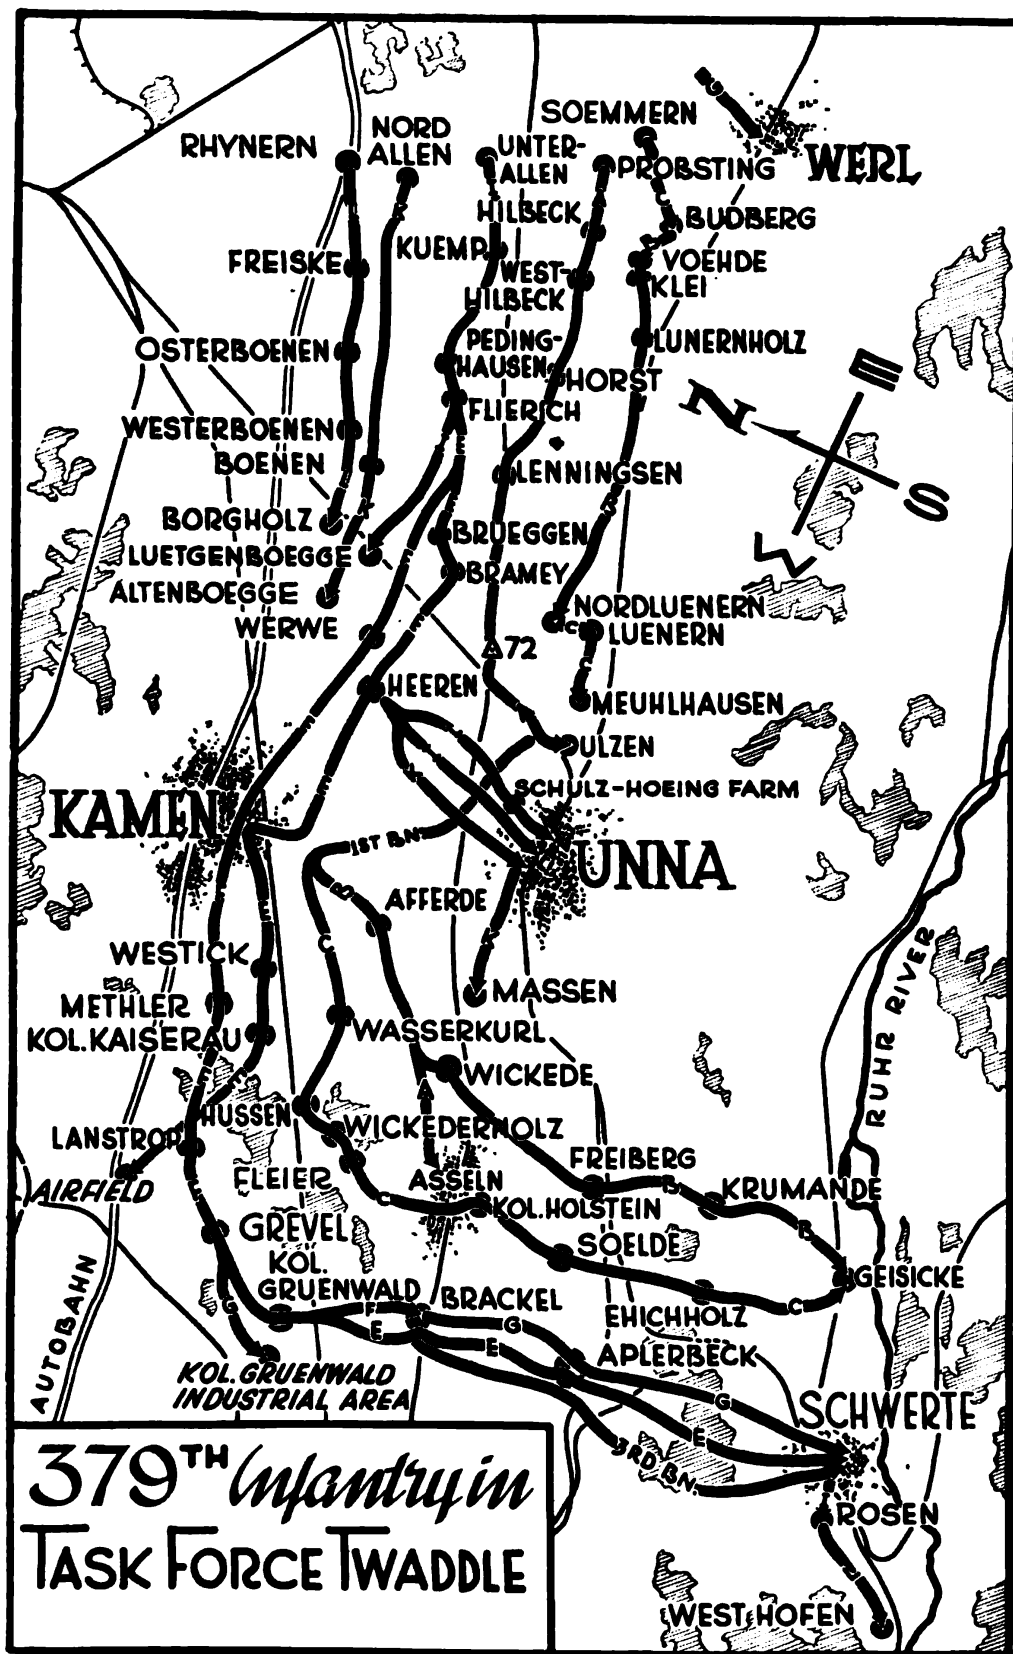 SOEMMERN
RHYNERN
NORD
ALLEN
UNTER-
ALLEN
PROBSTING
WERL
HILBECK
BUDBERG
KUEMP
FREISKE
WEST-
HILBECK
VOEHDE
KLEI
OSTERBOENEN
PEDING-
HAUSEN
LUNERNHOLZ
HORST
E
N
S
W
WESTERBOENEN
FLIERICH
BOENEN
LENNINGSEN
BORGHOLZ
BRUEGGEN
LUETGENBOEGGE
BRAMEY
ALTENBOEGGE
NORDLUENERN
C
WERWE
LUENERN
72
HEEREN
MEUHLHAUSEN
ULZEN
SCHULZ-HOEING FARM
KAMEN
1ST BN
UNNA
AFFERDE
B
C
K
WESTICK
MASSEN
METHLER
KOL. KAISERAU
WASSERKURL
WICKEDE
RUHR RIVER
A
HUSSEN
LANSTROP
WICKEDERHOLZ
AIRFIELD
FLEIER
ASSELN
FREIBERG
C
KOL. HOLSTEIN
B
KRUMANDE
B
GREVEL
SOELDE
KOL.
GRUENWALD
GEISICKE
G
F
BRACKEL
G
EHICHHOLZ
C
E
E
APLERBECK
AUTOBAHN
KOL. GRUENWALD
INDUSTRIAL AREA
G
SCHWERTE
E
3RD BN
ROSEN
WESTHOFEN
379TH Infantry in
TASK FORCE TWADDLE